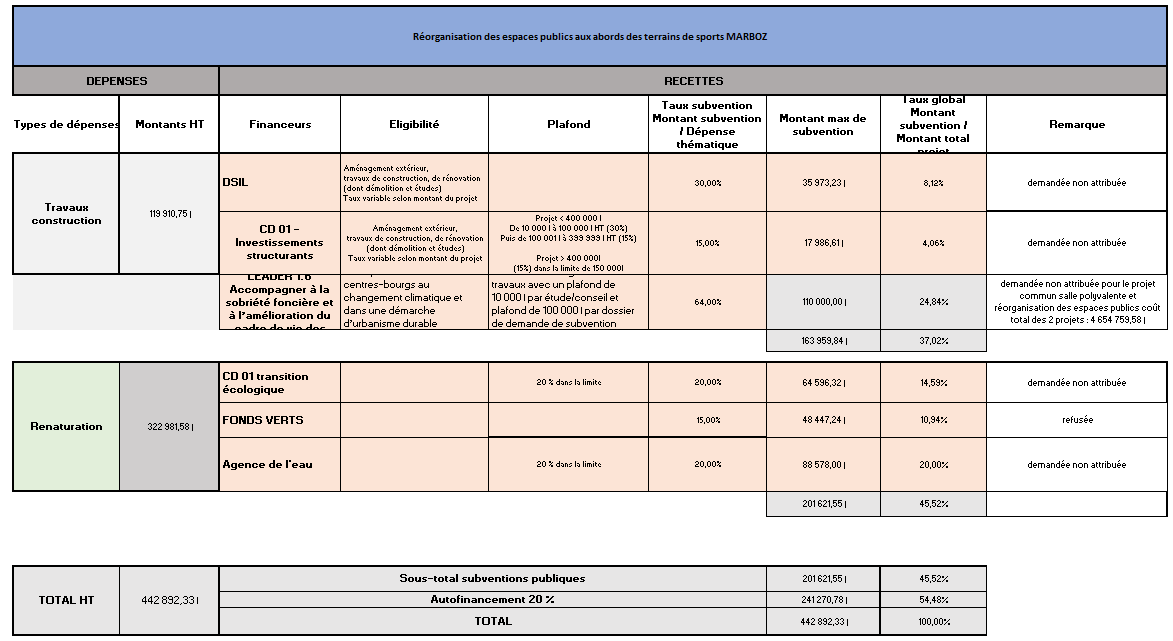 Réorganisation des espaces publics aux abords des terrains de sports MARBOZ
DEPENSES
RECETTES
Types de dépenses
Montants HT
Financeurs
Eligibilité
Plafond
Taux subvention
Montant subvention
/ Dépense
thématique
Montant max de
subvention
Taux global
Montant
subvention /
Montant total
projet
Remarque
Travaux
construction
119 910,75 |
DSIL
Aménagement extérieur,
travaux de construction, de rénovation
(dont démolition et études)
Taux variable selon montant du projet
30,00%
35 973,23 |
8,12%
demandée non attribuée
CD 01 –
Investissements
structurants
Aménagement extérieur,
travaux de construction, de rénovation
(dont démolition et études)
Taux variable selon montant du projet
Projet < 400 000 |
De 10 000 | à 100 000 | HT (30%)
Puis de 100 001 | à 399 999 | HT (15%)
Projet > 400 000|
(15%) dans la limite de 150 000|
15,00%
17 986,61 |
4,06%
demandée non attribuée
LEADER 1.6
Accompagner à la
sobriété foncière et
à l'amélioration du
cadre de vie des
centres-bourgs au
changement climatique et
dans une démarche
d'urbanisme durable
travaux avec un plafond de
10 000 | par étude/conseil et
plafond de 100 000 | par dossier
de demande de subvention
64,00%
110 000,00 |
24,84%
demandée non attribuée pour le projet
commun salle polyvalente et
réorganisation des espaces publics coût
total des 2 projets : 4 654 759,58 |
163 959,84 |
37,02%
Renaturation
322 981,58 |
CD 01 transition
écologique
20 % dans la limite
20,00%
64 596,32 |
14,59%
demandée non attribuée
FONDS VERTS
15,00%
48 447,24 |
10,94%
refusée
Agence de l'eau
20 % dans la limite
20,00%
88 578,00 |
20,00%
demandée non attribuée
201 621,55 |
45,52%
TOTAL HT
442 892,33 |
Sous-total subventions publiques
201 621,55 |
45,52%
Autofinancement 20 %
241 270,78 |
54,48%
TOTAL
442 892,33 |
100,00%